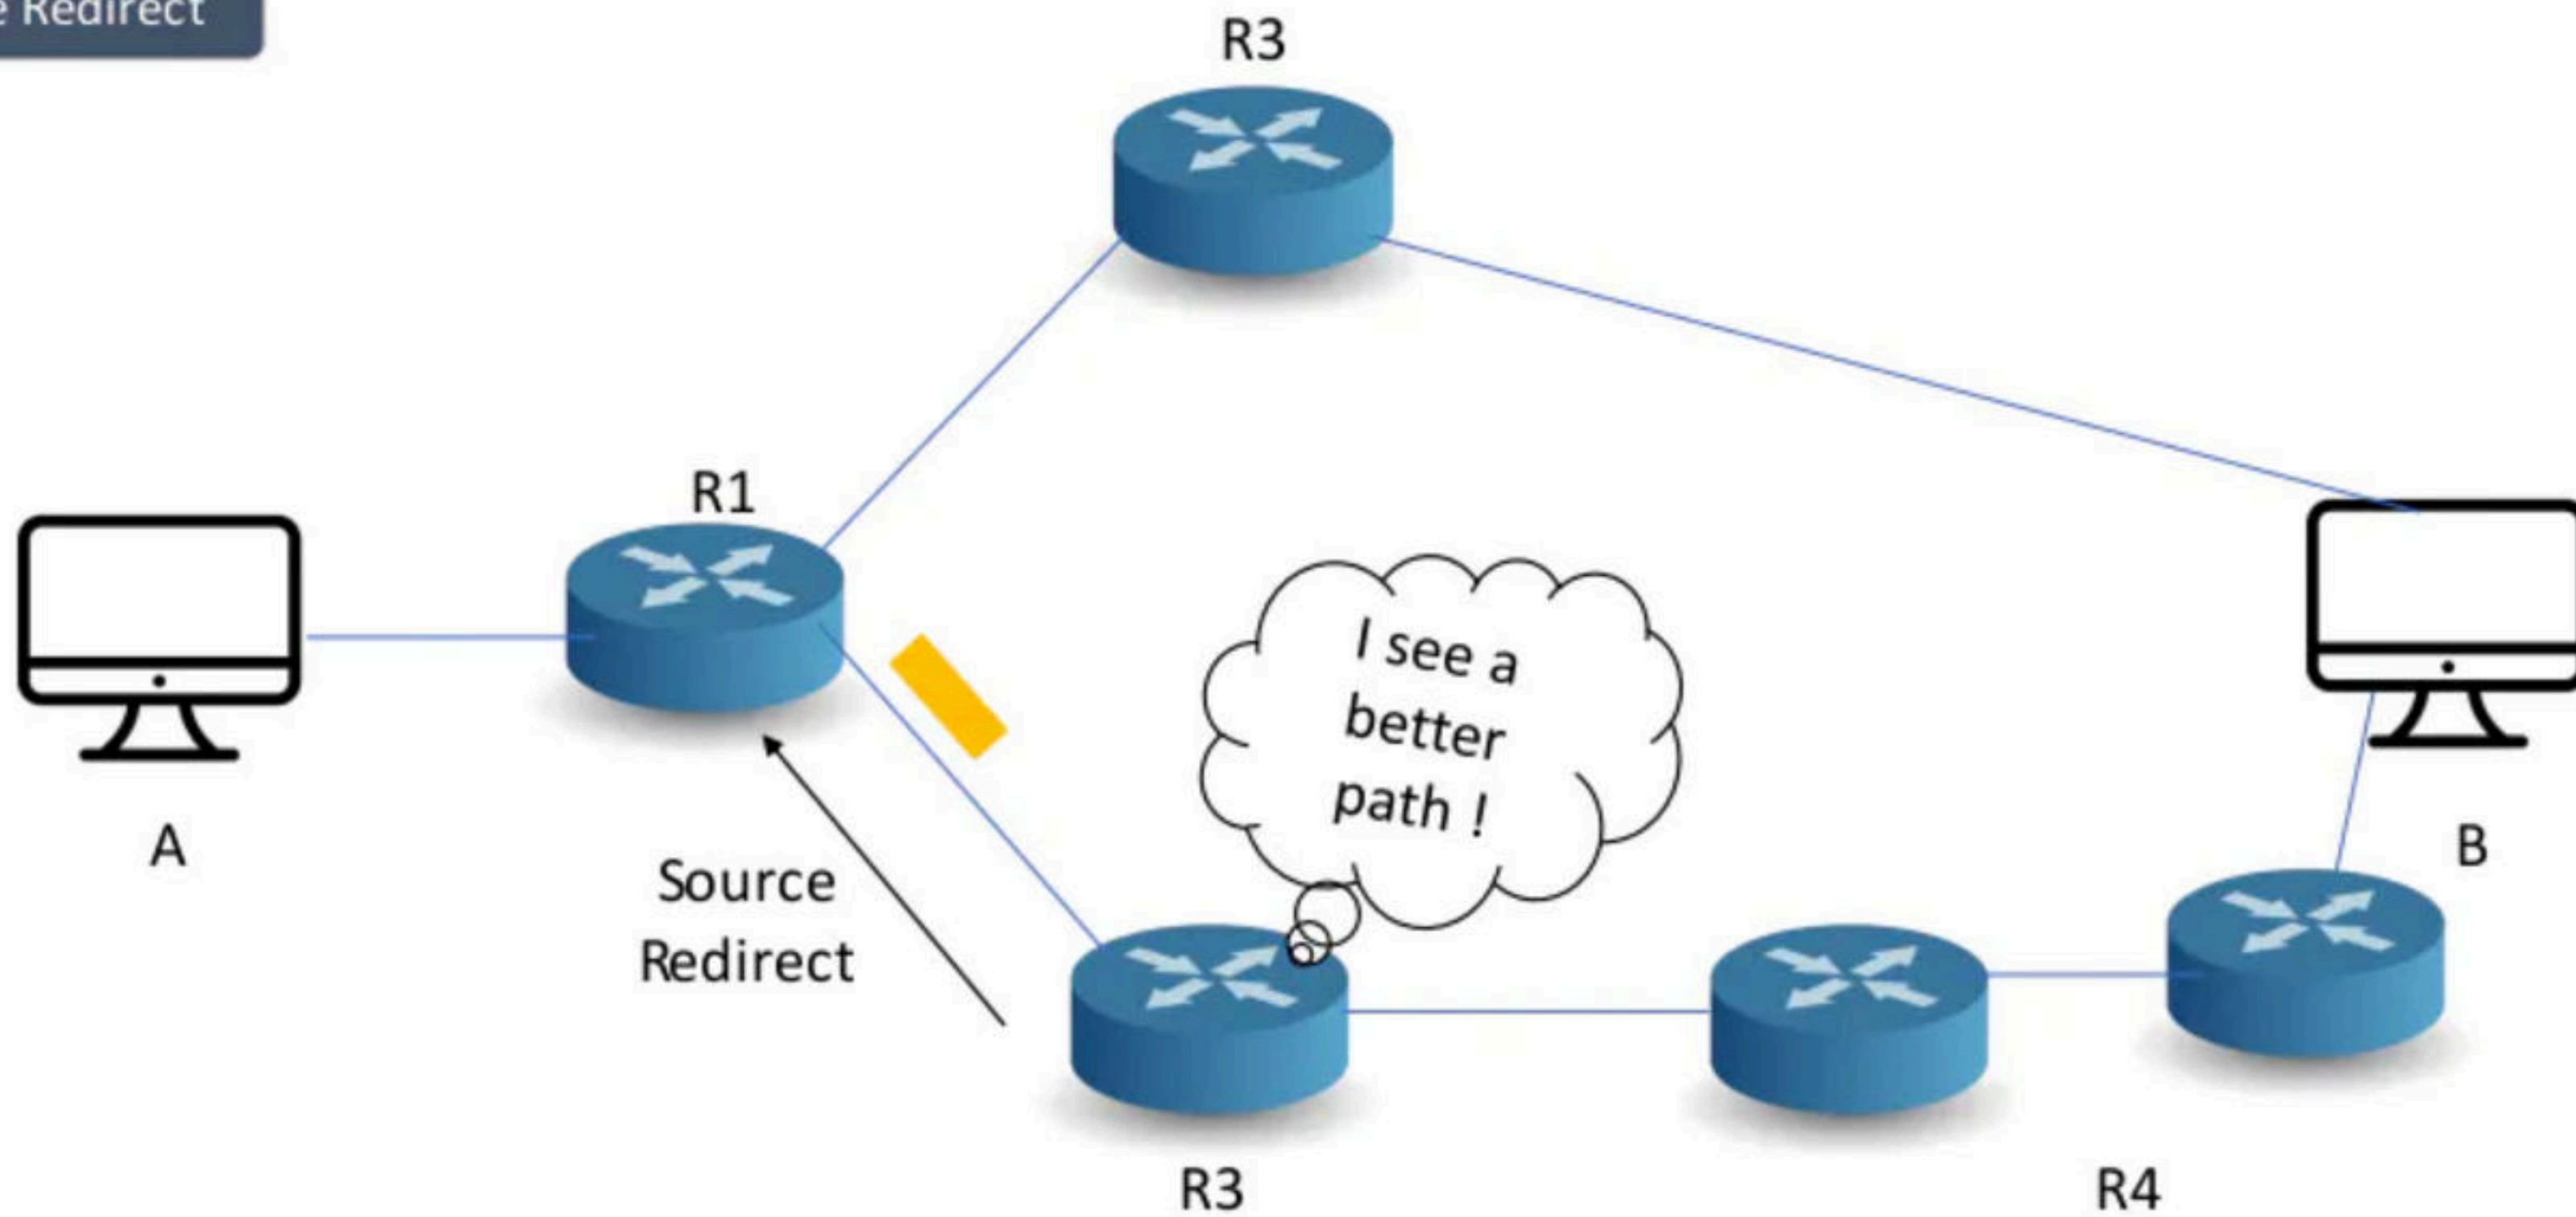 e Redirect
R3
R1
I see a
better
path !
A
B
Source
Redirect
R3
R4